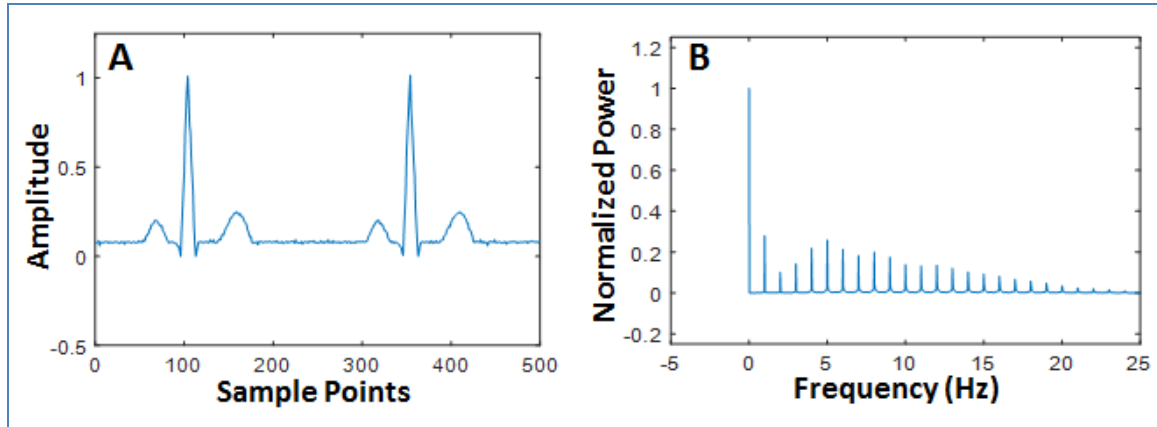 A
Amplitude
1
0.5
0
-0.5
0 100 200 300 400 500
Sample Points
B
Normalized Power
1.2
1
0.8
0.6
0.4
0.2
0
-0.2
-5 0 5 10 15 20 25
Frequency (Hz)